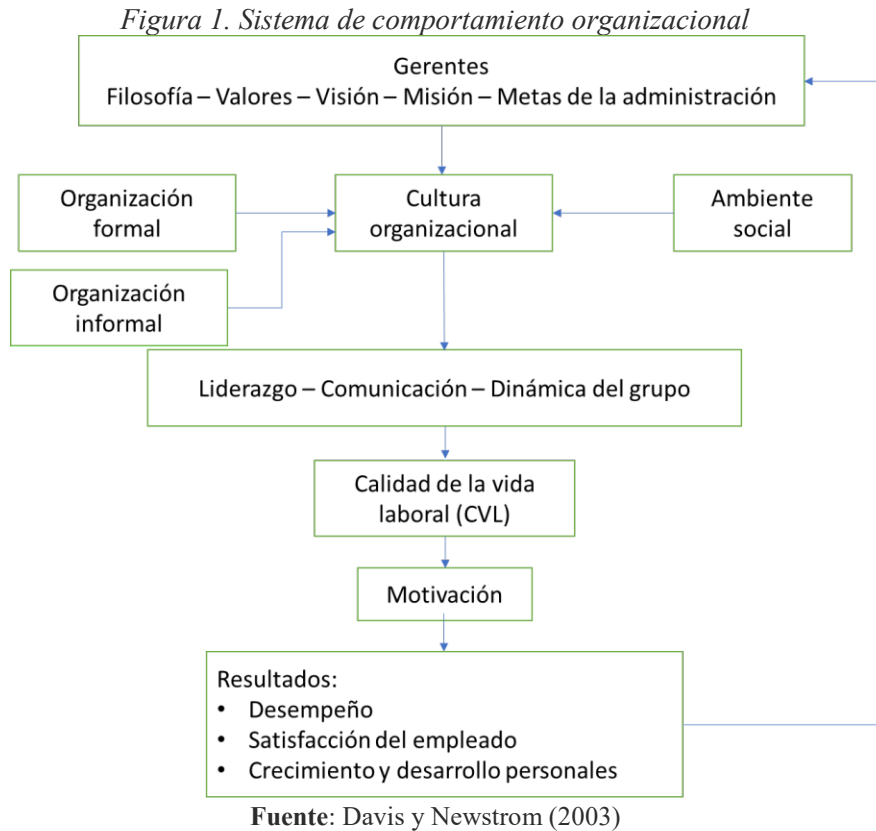 Figura 1. Sistema de comportamiento organizacional
Gerentes
Filosofía – Valores – Visión – Misión – Metas de la administración
Organización
formal
Cultura
organizacional
Ambiente
social
Organización
informal
Liderazgo – Comunicación – Dinámica del grupo
Calidad de la vida
laboral (CVL)
Motivación
Resultados:
• Desempeño
• Satisfacción del empleado
• Crecimiento y desarrollo personales
Fuente: Davis y Newstrom (2003)